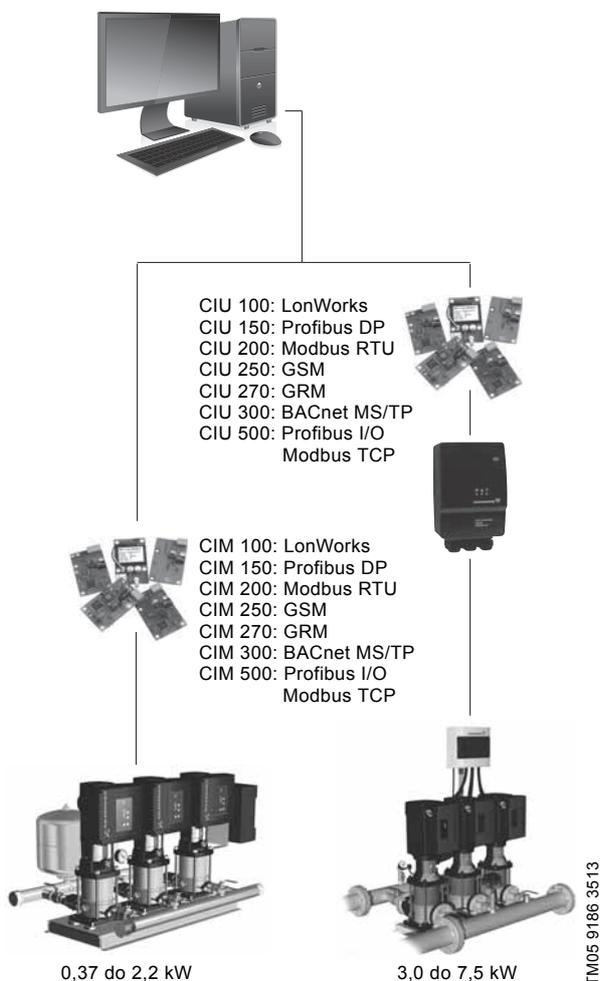 CIU 100: LonWorks
CIU 150: Profibus DP
CIU 200: Modbus RTU
CIU 250: GSM
CIU 270: GRM
CIU 300: BACnet MS/TP
CIU 500: Profibus I/O
Modbus TCP
CIM 100: LonWorks
CIM 150: Profibus DP
CIM 200: Modbus RTU
CIM 250: GSM
CIM 270: GRM
CIM 300: BACnet MS/TP
CIM 500: Profibus I/O
Modbus TCP
0,37 do 2,2 kW
3,0 do 7,5 kW
TM05 9186 3513